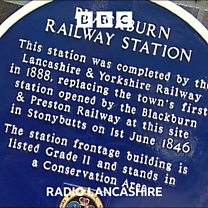 BBC
BLACKBURN
RAILWAY STATION
This station was completed by the
Lancashire & Yorkshire Railway
in 1888, replacing the town's first
station opened by the Blackburn
& Preston Railway at this site
in Stonybutts on 1st June 1846.
The station frontage building is
listed Grade II and stands in
a Conservation Area
RADIO LANCASHIRE